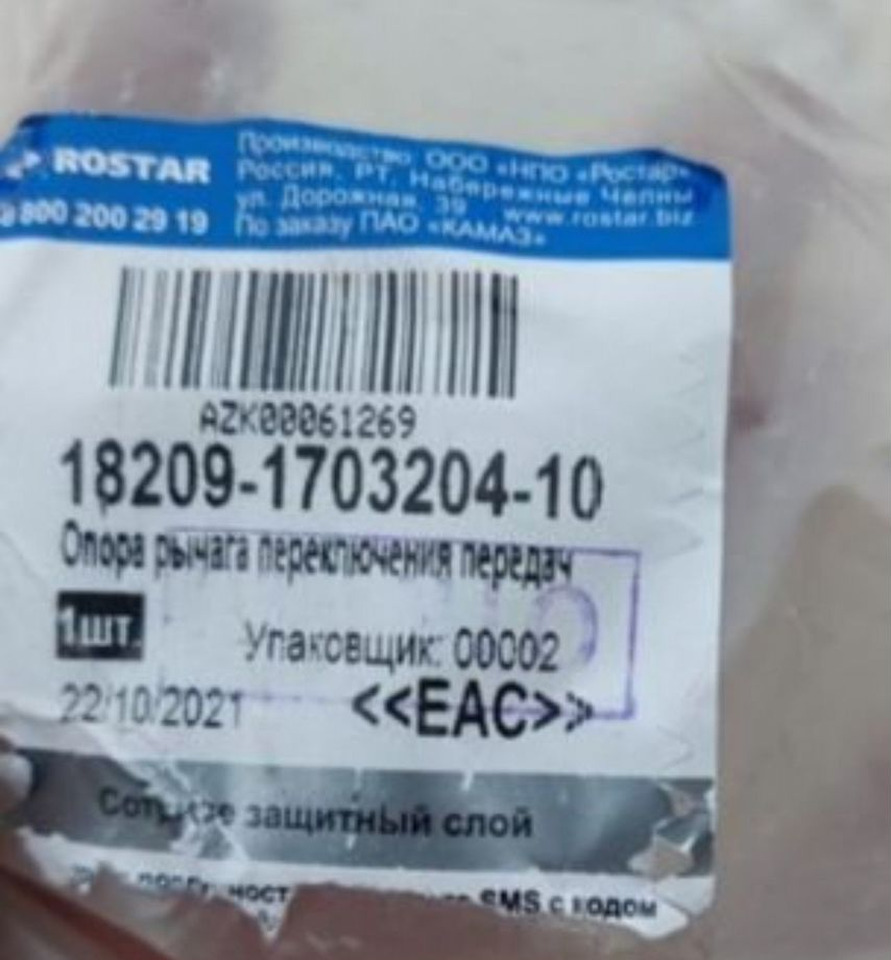 ROSTAR
800 200 29 19
Производство ООО «НПО «Ростар»
Россия, РТ, Набережные Челны
ул. Дорожная, 39 www.rostar.biz
По заказу ПАО «КАМАЗ»
AZK00061269
18209-1703204-10
Опора рычага переключения передач
1шт.
Упаковщик: 00002
22/10/2021
<<EAC>>
Сотрите защитный слой
SMS с кодом